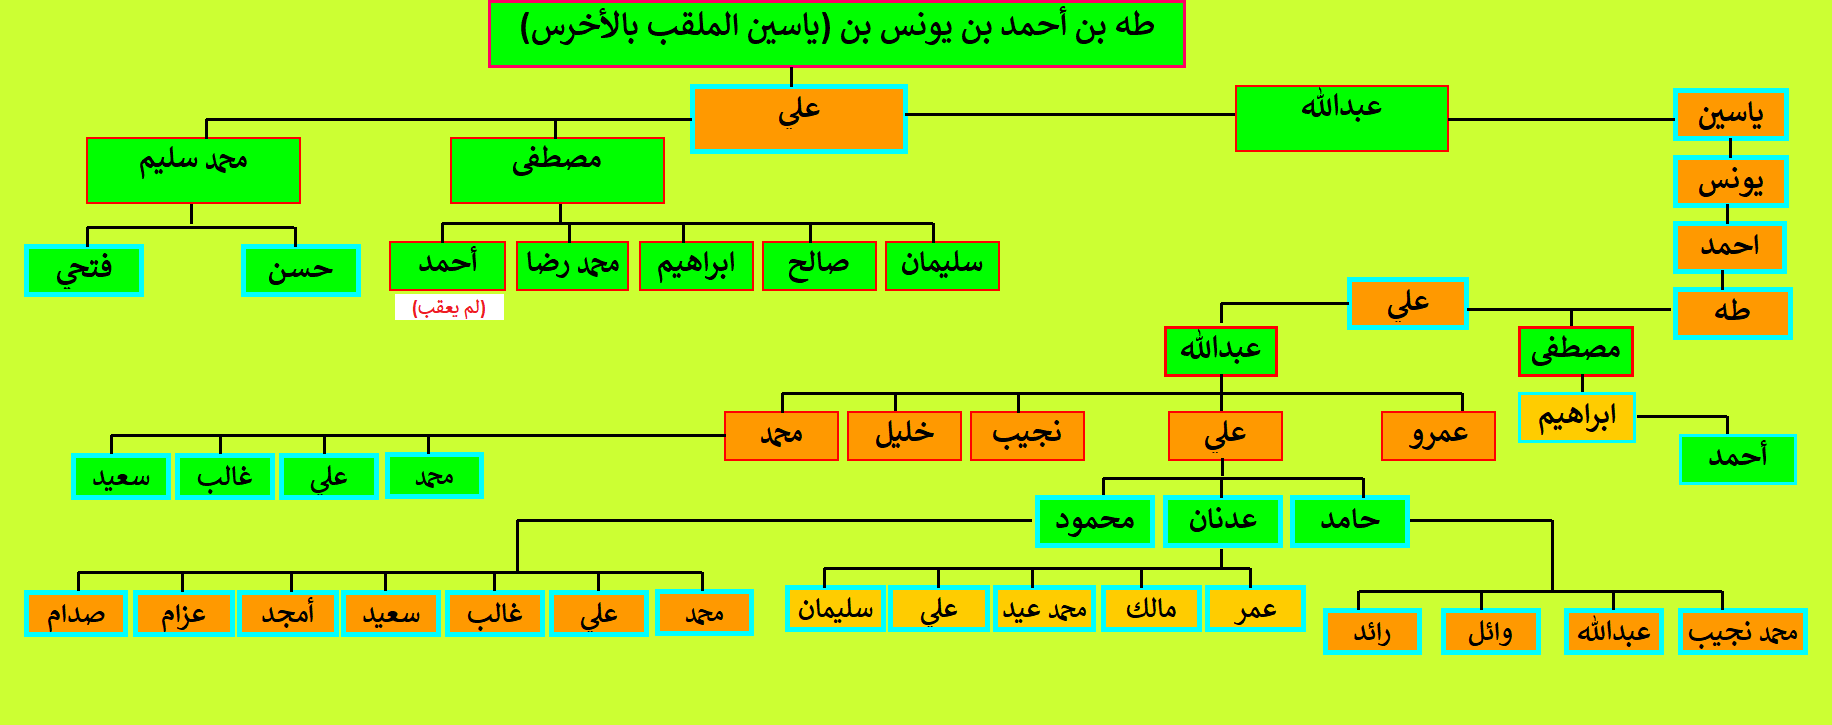 طه بن أحمد بن يونس بن (ياسين الملقب بالأخرس)
ياسين
عبدالله
علي
محمد سليم
مصطفى
يونس
احمد
سليمان
صالح
ابراهيم
محمد رضا
أحمد
حسن
فتحي
(لم يعقب)
طه
علي
مصطفى
عبدالله
ابراهيم
أحمد
عمرو
علي
نجيب
خليل
محمد
محمد
علي
غالب
سعيد
حامد
عدنان
محمود
عمر
مالك
محمد عيد
علي
سليمان
محمد
علي
غالب
سعيد
أمجد
عزام
صدام
محمد نجيب
عبدالله
وائل
رائد